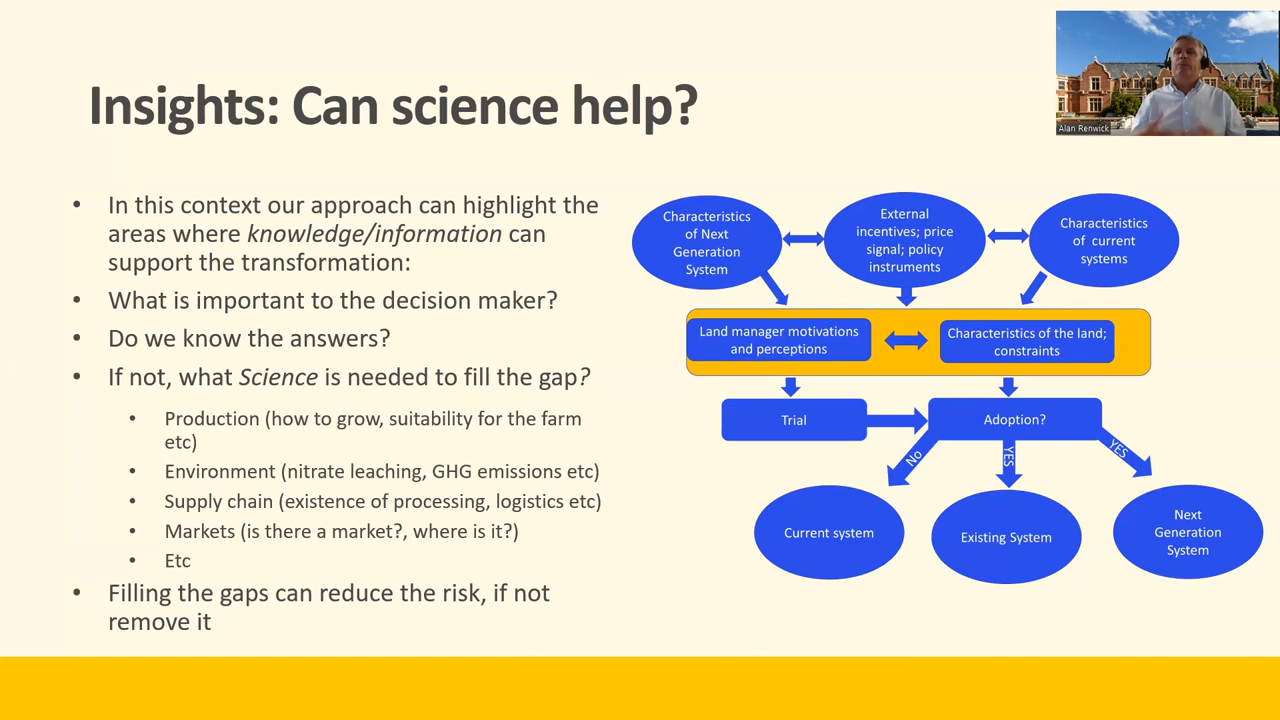 Insights: Can science help?
Alan Renwick
• In this context our approach can highlight the
areas where knowledge/information can
support the transformation:
• What is important to the decision maker?
• Do we know the answers?
• If not, what Science is needed to fill the gap?
• Production (how to grow, suitability for the farm
etc)
• Environment (nitrate leaching, GHG emissions etc)
• Supply chain (existence of processing, logistics etc)
• Markets (is there a market?, where is it?)
• Etc
• Filling the gaps can reduce the risk, if not
remove it
Characteristics
of Next
Generation
System
External
incentives; price
signal; policy
instruments
Characteristics
of current
systems
Land manager motivations
and perceptions
Characteristics of the land;
constraints
Trial
Adoption?
No
YES
YES
Current system
Existing System
Next
Generation
System